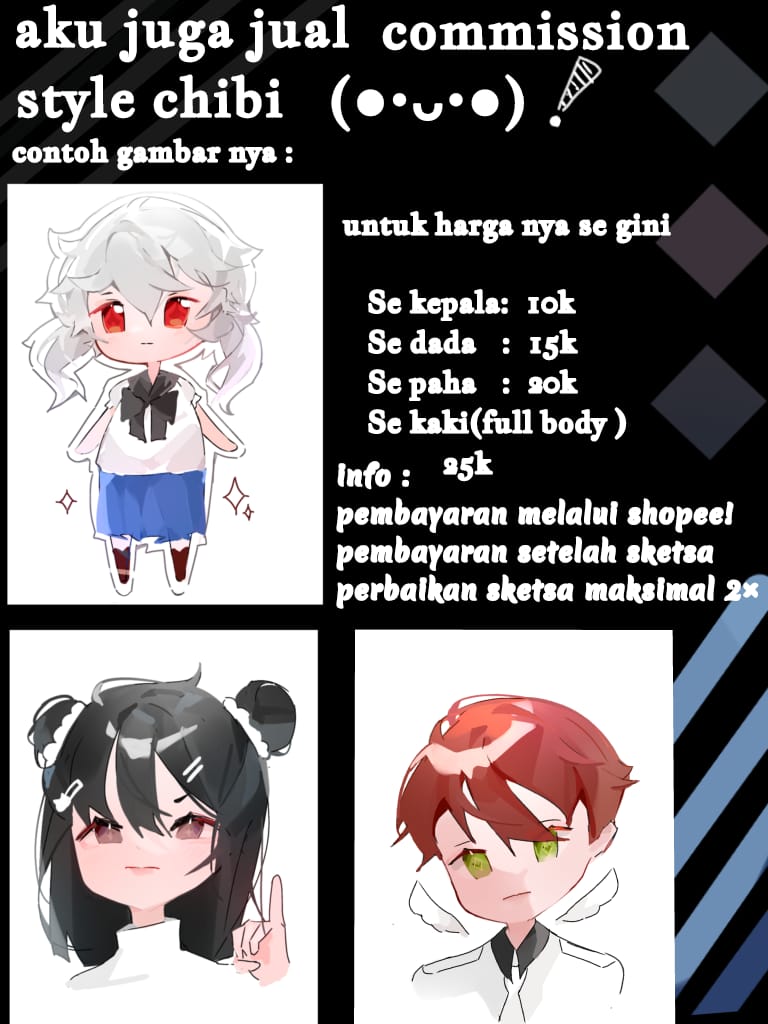 aku juga jual commission
style chibi (●•ᴗ•●)
contoh gambar nya :
untuk harga nya se gini
Se kepala: 10k
Se dada : 15k
Se paha : 20k
Se kaki(full body )
25k
info :
pembayaran melalui shopee!
pembayaran setelah sketsa
perbaikan sketsa maksimal 2×